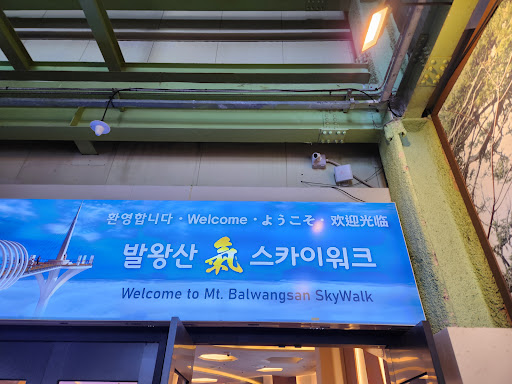 환영합니다 · Welcome · ようこそ · 欢迎光临
발왕산 氣 스카이워크
Welcome to Mt. Balwangsan SkyWalk